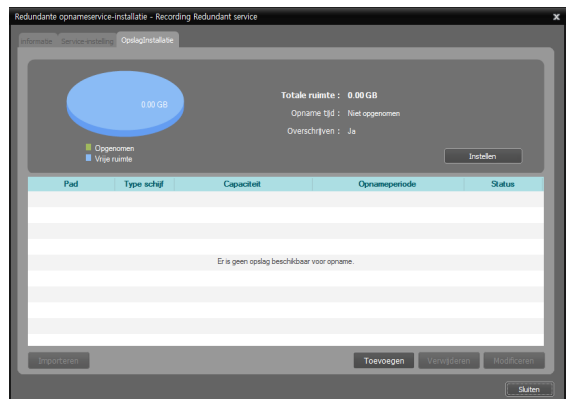 Redundante opnameservice-installatie - Recording Redundant service x
Informatie Service instelling OpslagInstallatie
0.00 GB
Totale ruimte : 0.00 GB
Opname tijd : Niet opgenomen
Overschrijven : Ja
Opgenomen
Vrije ruimte
Instellen
Pad Type schijf Capaciteit Opnameperiode Status
Er is geen opslag beschikbaar voor opname.
Importeren Toevoegen Verwijderen Modificeren
Sluiten